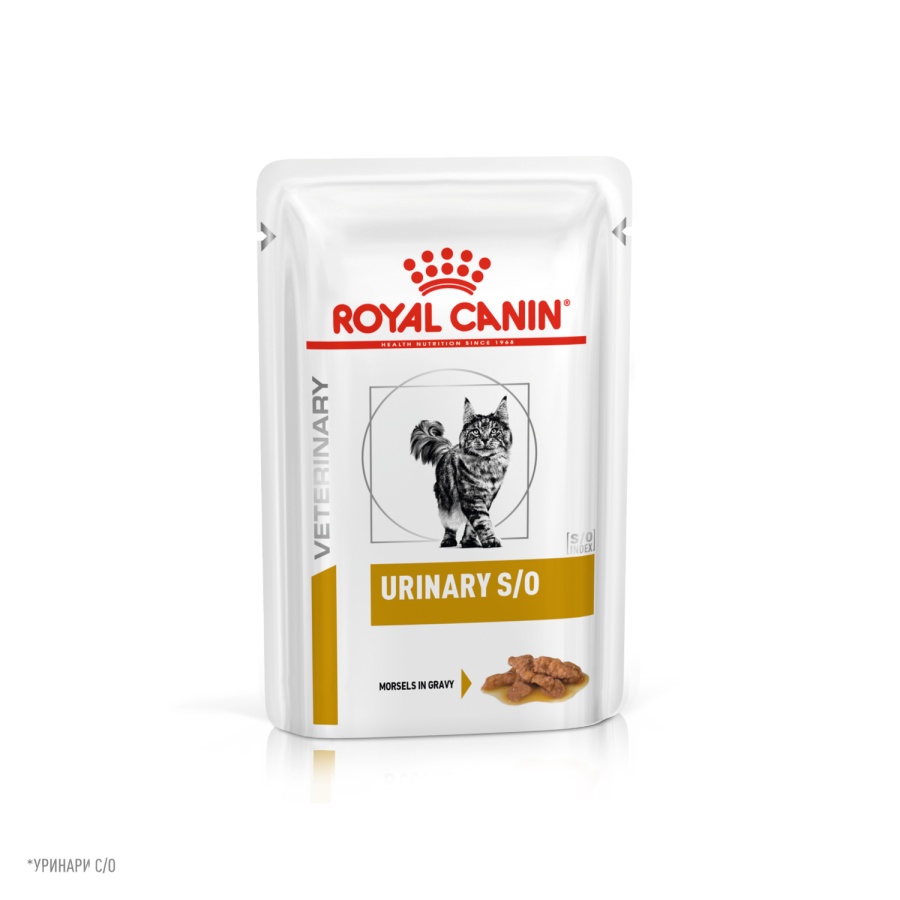 ROYAL CANIN®
HEALTH NUTRITION SINCE 1968
VETERINARY
[S/O
INDEX]
URINARY S/O
MORSELS IN GRAVY
*УРИНАРИ С/О